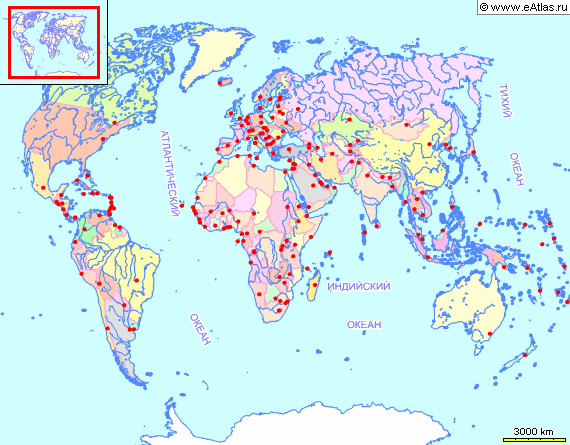 © www.eAtlas.ru
ТИХИЙ
ОКЕАН
АТЛАНТИЧЕСКИЙ
ОКЕАН
ИНДИЙСКИЙ
ОКЕАН
3000 km